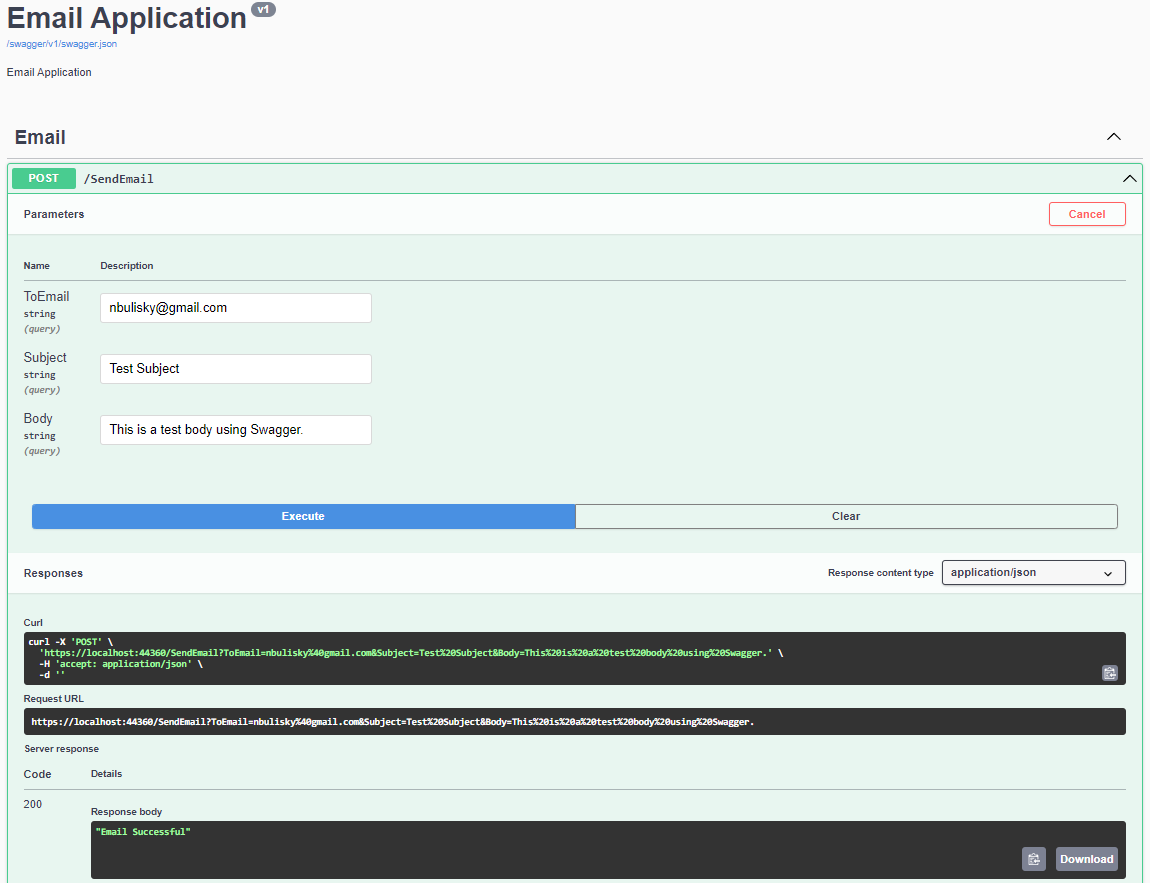 Email Application v1
/swagger/v1/swagger.json
Email Application
Email
POST /SendEmail
Parameters Cancel
Name Description
ToEmail
string
(query)
nbulisky@gmail.com
Subject
string
(query)
Test Subject
Body
string
(query)
This is a test body using Swagger.
Execute Clear
Responses Response content type application/json
Curl
curl -X 'POST' \
'https://localhost:44360/SendEmail?ToEmail=nbulisky%40gmail.com&Subject=Test%20Subject&Body=This%20is%20a%20test%20body%20using%20Swagger.' \
-H 'accept: application/json' \
-d ''
Request URL
https://localhost:44360/SendEmail?ToEmail=nbulisky%40gmail.com&Subject=Test%20Subject&Body=This%20is%20a%20test%20body%20using%20Swagger.
Server response
Code Details
200
Response body
"Email Successful"
Download